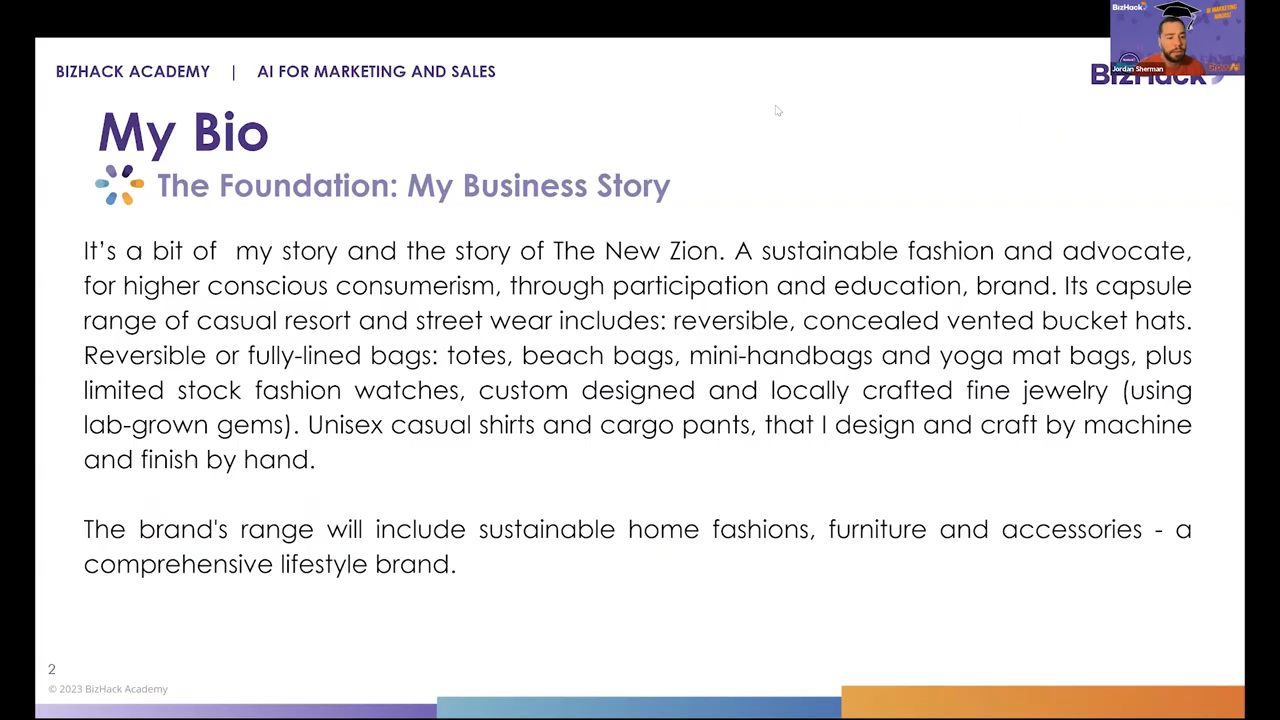 BizHack
AI MARKETING
BIZHACK ACADEMY | AI FOR MARKETING AND SALES
Jordan Sherman
BizHack
My Bio
The Foundation: My Business Story
It’s a bit of my story and the story of The New Zion. A sustainable fashion and advocate,
for higher conscious consumerism, through participation and education, brand. Its capsule
range of casual resort and street wear includes: reversible, concealed vented bucket hats.
Reversible or fully-lined bags: totes, beach bags, mini-handbags and yoga mat bags, plus
limited stock fashion watches, custom designed and locally crafted fine jewelry (using
lab-grown gems). Unisex casual shirts and cargo pants, that I design and craft by machine
and finish by hand.
The brand's range will include sustainable home fashions, furniture and accessories - a
comprehensive lifestyle brand.
2
© 2023 BizHack Academy